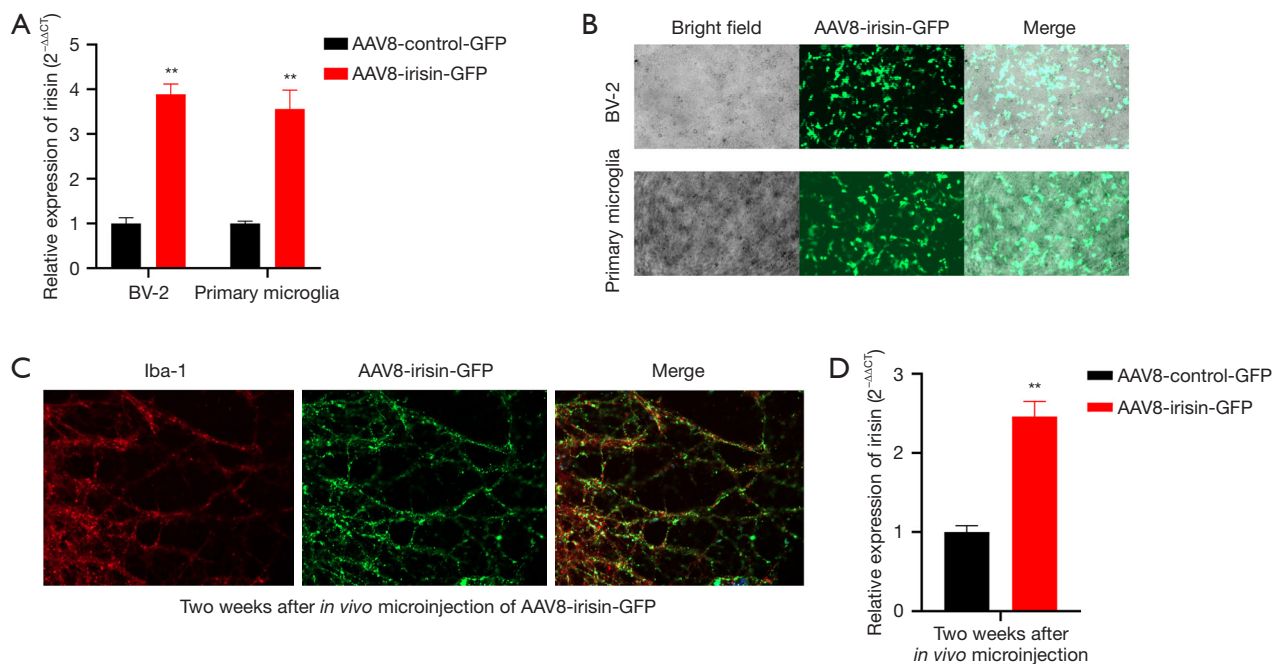 A
Relative expression of irisin (2⁻ΔΔCT)
5
4
3
2
1
0
**
**
BV-2
Primary microglia
AAV8-control-GFP
AAV8-irisin-GFP
B
Bright field
AAV8-irisin-GFP
Merge
BV-2
Primary microglia
C
Iba-1
AAV8-irisin-GFP
Merge
Two weeks after in vivo microinjection of AAV8-irisin-GFP
D
Relative expression of irisin (2⁻ΔΔCT)
3
2
1
0
**
Two weeks after
in vivo microinjection
AAV8-control-GFP
AAV8-irisin-GFP